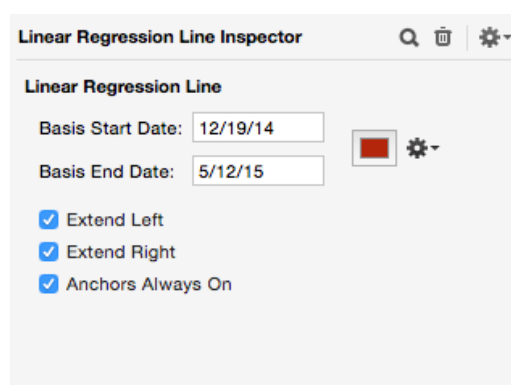 Linear Regression Line Inspector
Linear Regression Line
Basis Start Date: 12/19/14
Basis End Date: 5/12/15
Extend Left
Extend Right
Anchors Always On